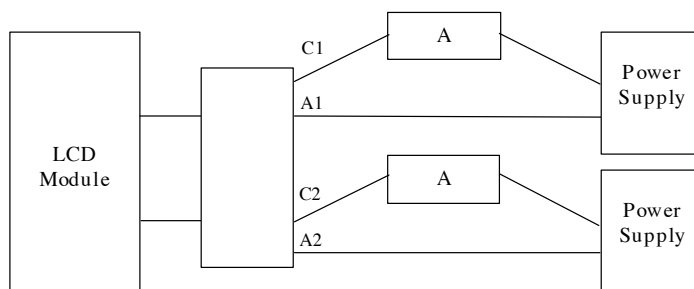 C1
A
Power
Supply
A1
LCD
Module
C2
A
Power
Supply
A2